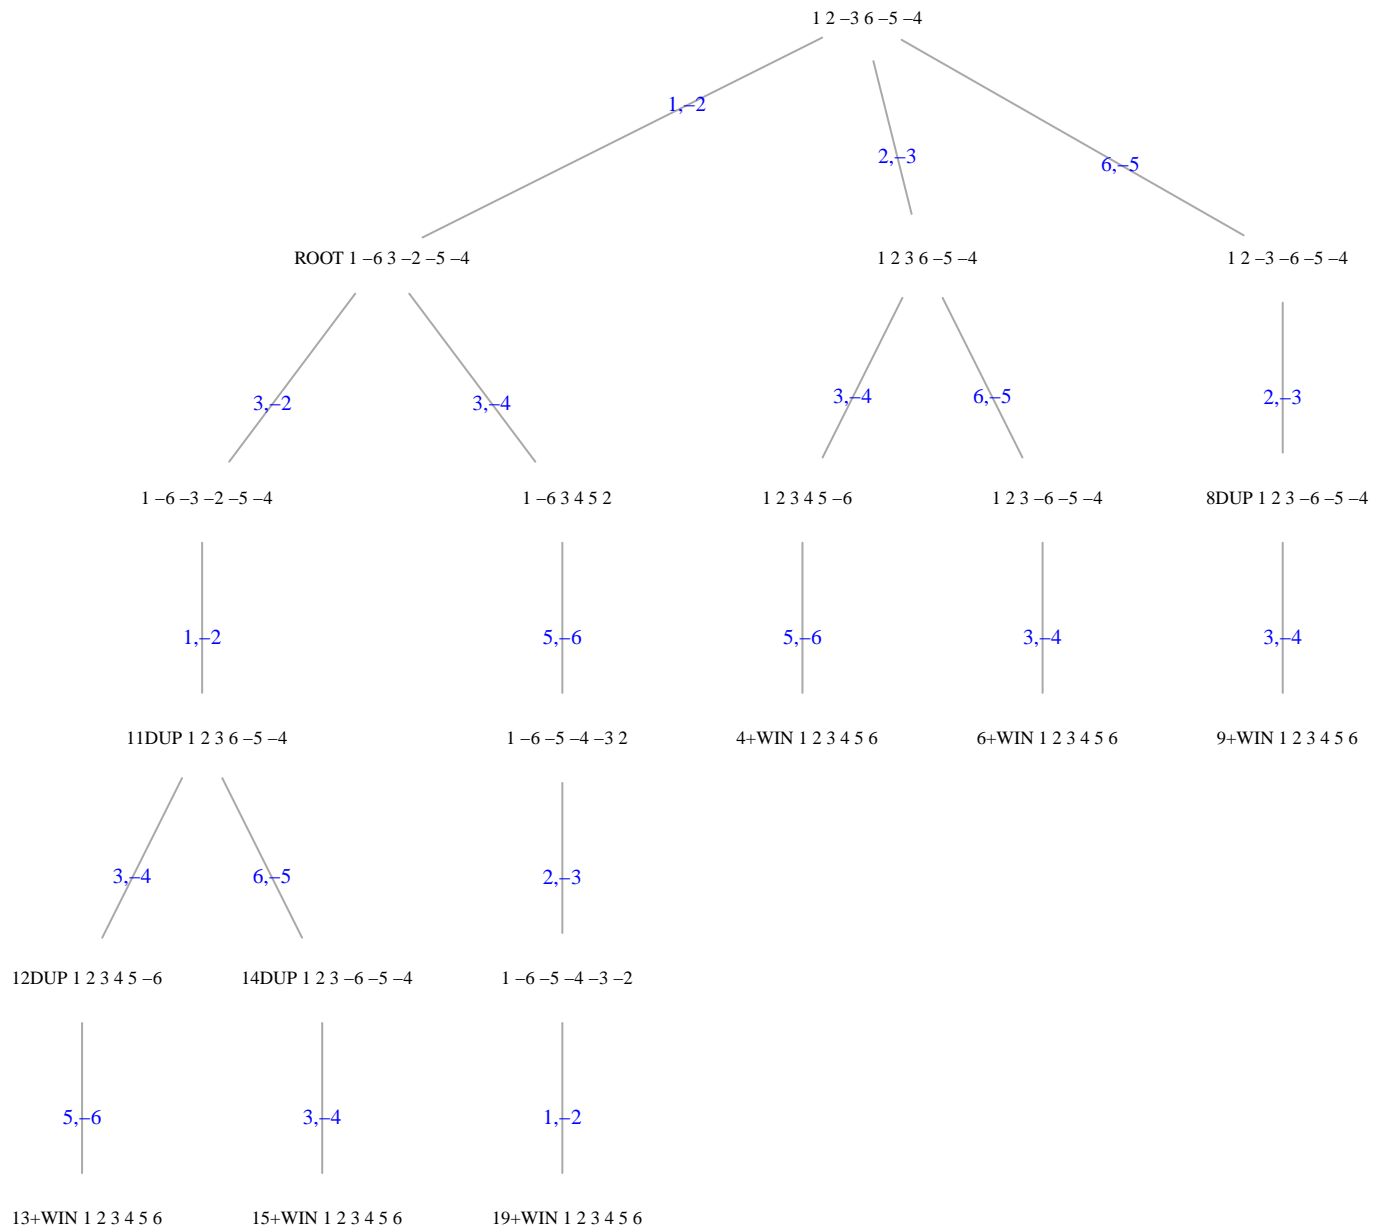 1 2 –3 6 –5 –4
1,–2
2,–3
6,–5
ROOT 1 –6 3 –2 –5 –4
1 2 3 6 –5 –4
1 2 –3 –6 –5 –4
3,–2
3,–4
3,–4
6,–5
2,–3
1 –6 –3 –2 –5 –4
1 –6 3 4 5 2
1 2 3 4 5 –6
1 2 3 –6 –5 –4
8DUP 1 2 3 –6 –5 –4
1,–2
5,–6
5,–6
3,–4
3,–4
11DUP 1 2 3 6 –5 –4
1 –6 –5 –4 –3 2
4+WIN 1 2 3 4 5 6
6+WIN 1 2 3 4 5 6
9+WIN 1 2 3 4 5 6
3,–4
6,–5
2,–3
12DUP 1 2 3 4 5 –6
14DUP 1 2 3 –6 –5 –4
1 –6 –5 –4 –3 –2
5,–6
3,–4
1,–2
13+WIN 1 2 3 4 5 6
15+WIN 1 2 3 4 5 6
19+WIN 1 2 3 4 5 6